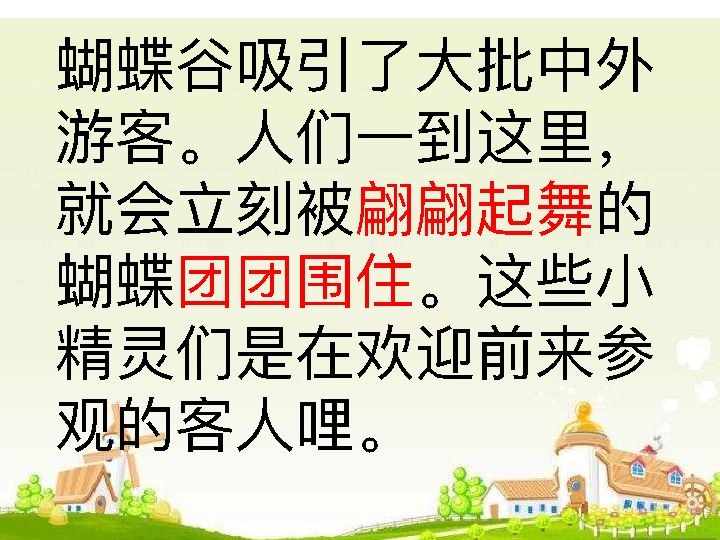 蝴蝶谷吸引了大批中外
游客。人们一到这里，
就会立刻被翩翩起舞的
蝴蝶团团围住。这些小
精灵们是在欢迎前来参
观的客人哩。